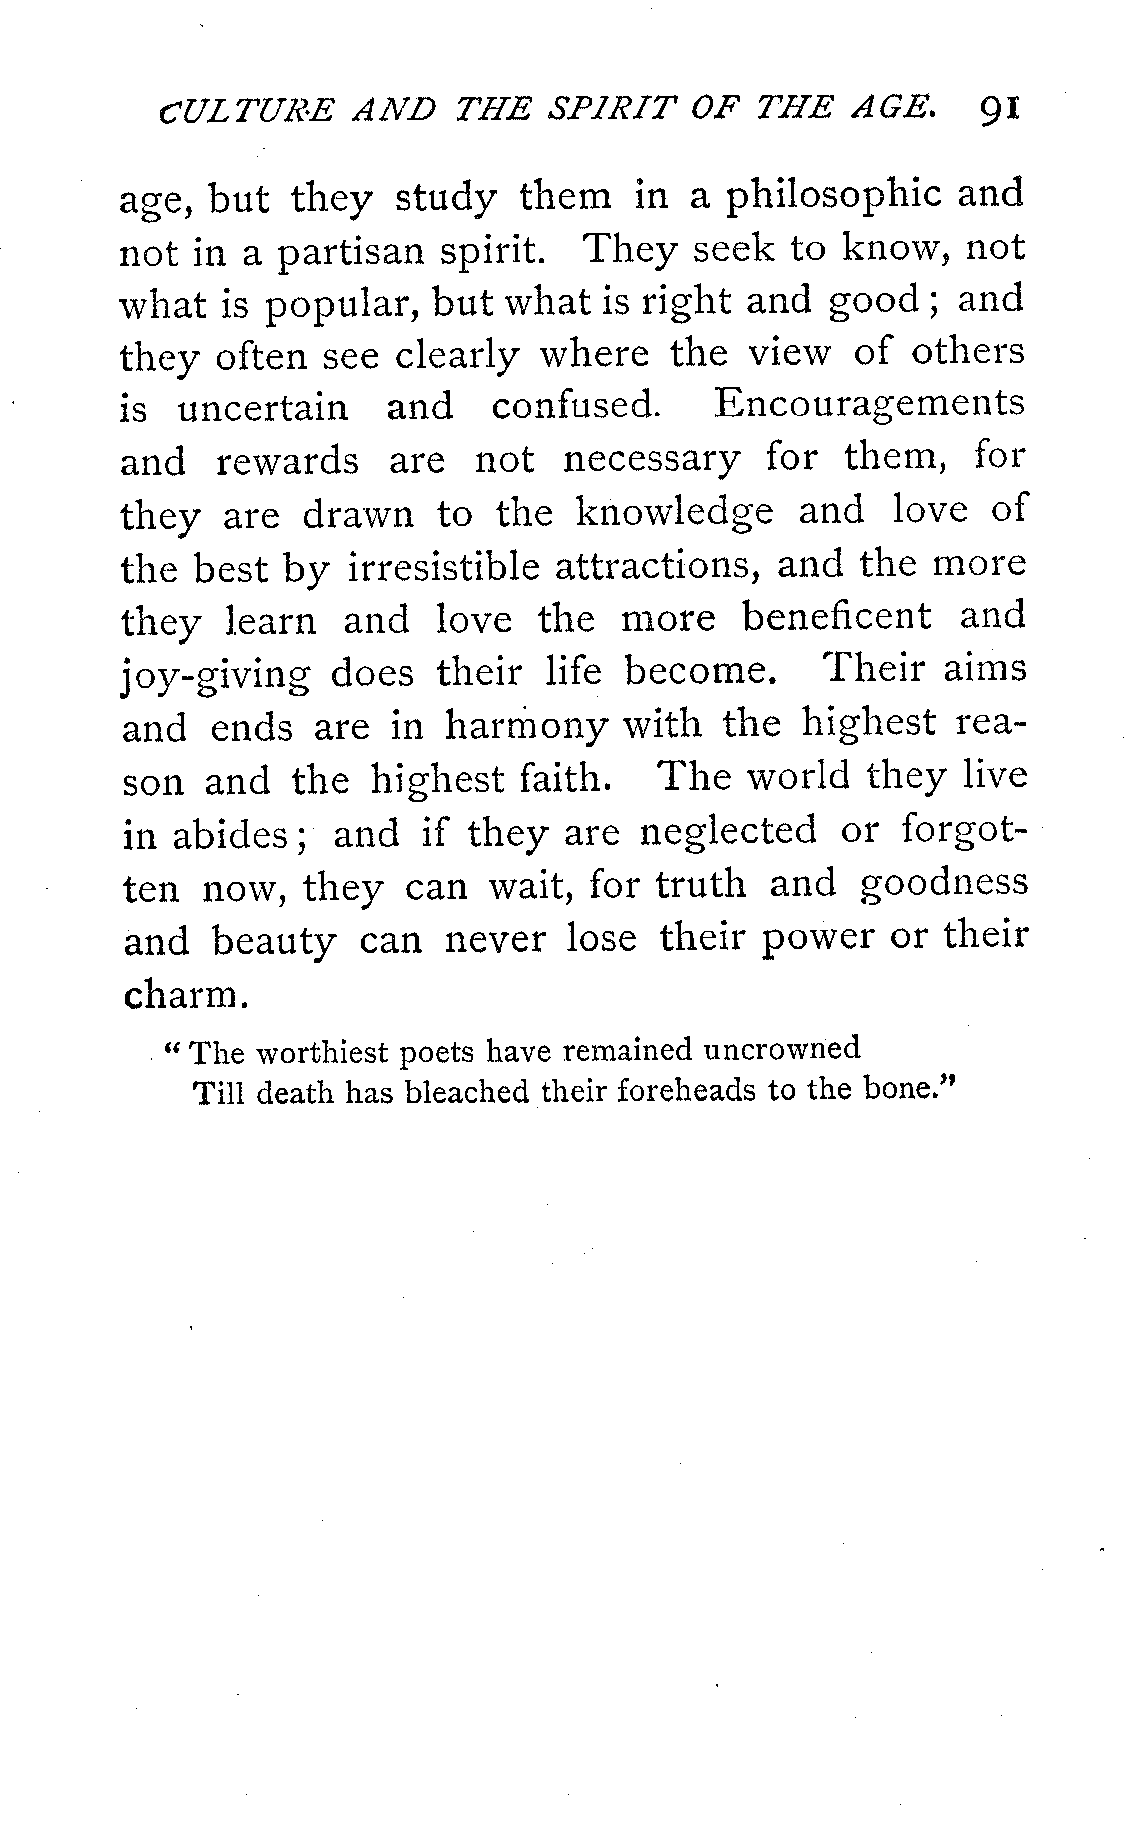 CULTURE AND THE SPIRIT OF THE AGE. 91
age, but they study them in a philosophic and
not in a partisan spirit. They seek to know, not
what is popular, but what is right and good ; and
they often see clearly where the view of others
is uncertain and confused. Encouragements
and rewards are not necessary for them, for
they are drawn to the knowledge and love of
the best by irresistible attractions, and the more
they learn and love the more beneficent and
joy-giving does their life become. Their aims
and ends are in harmony with the highest rea-
son and the highest faith. The world they live
in abides ; and if they are neglected or forgot-
ten now, they can wait, for truth and goodness
and beauty can never lose their power or their
charm.
“ The worthiest poets have remained uncrowned
Till death has bleached their foreheads to the bone.”